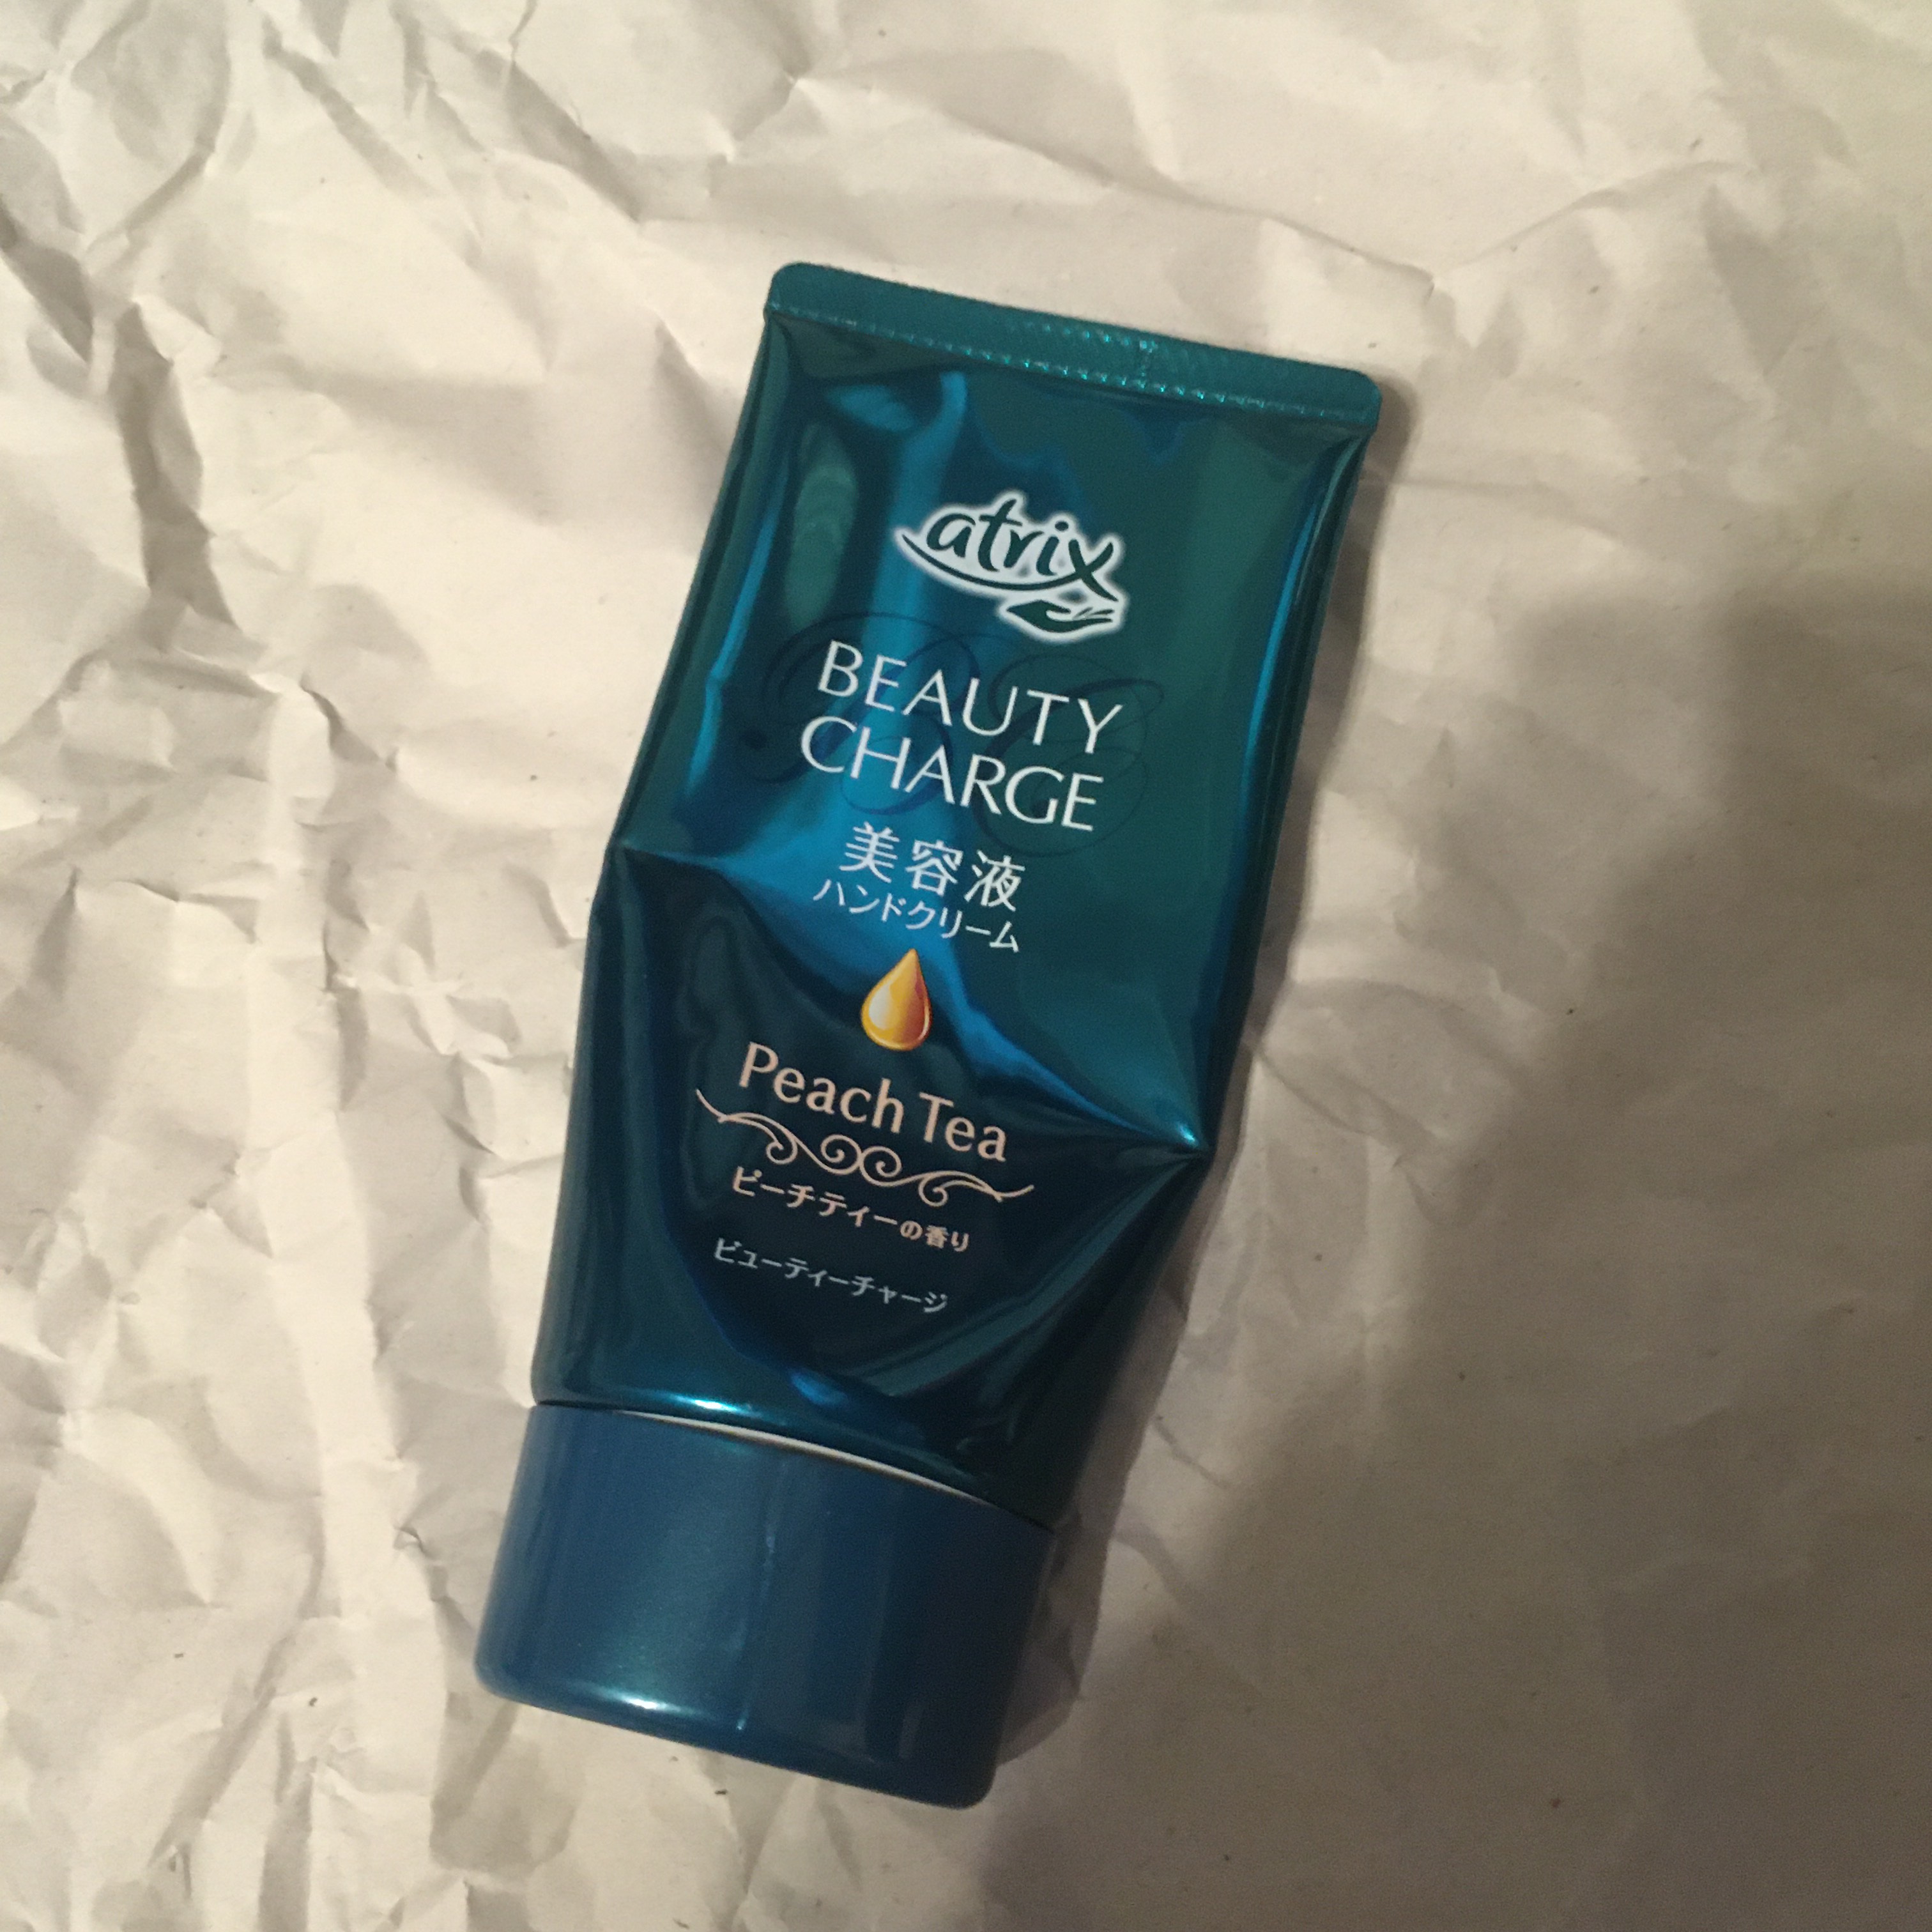 atrix
BEAUTY
CHARGE
美容液
ハンドクリーム
Peach Tea
ピーチティーの香り
ビューティーチャージ